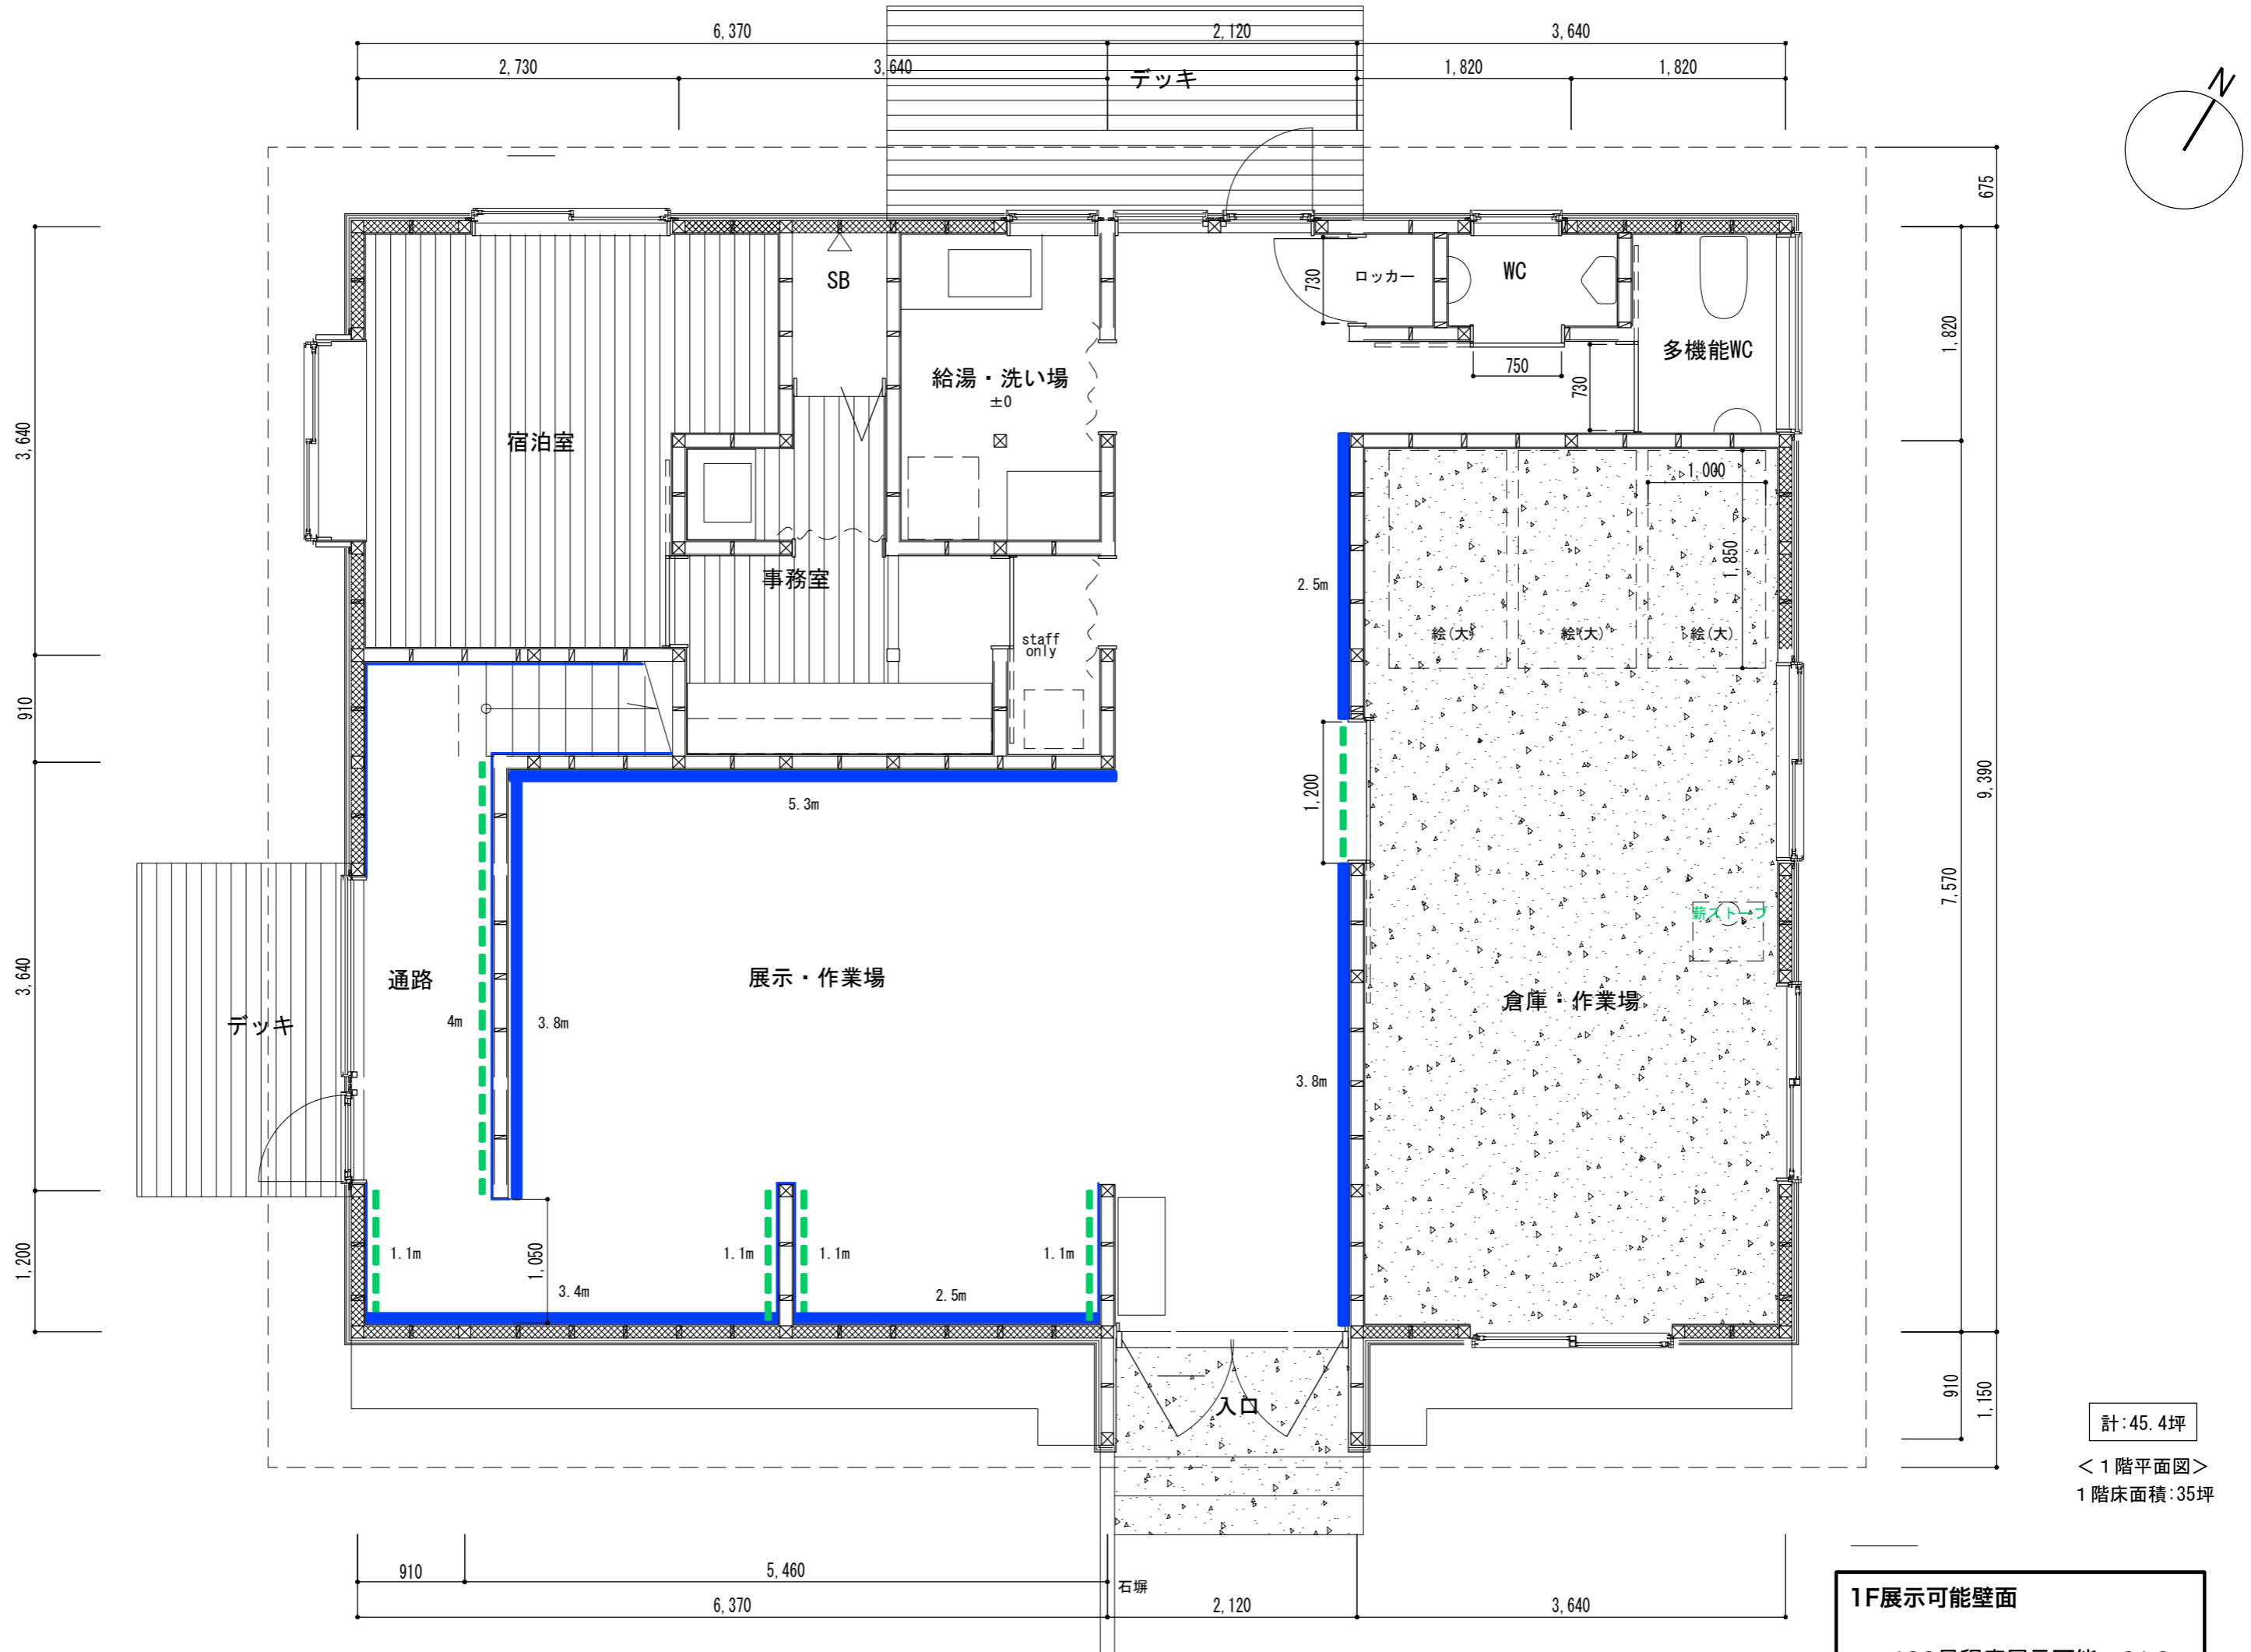 6,370
2,120
3,640
2,730
3,640
1,820
1,820
デッキ
N
675
SB
730
ロッカー
WC
1,820
750
730
多機能WC
給湯・洗い場
±0
宿泊室
3,640
1,000
1,850
2.5m
事務室
staff
only
絵(大)
絵(大)
絵(大)
910
1,200
5.3m
9,390
7,570
薪ストーブ
通路
展示・作業場
倉庫・作業場
3,640
デッキ
4m
3.8m
3.8m
1.1m
1.1m
1.1m
1.1m
1,050
1,200
3.4m
2.5m
入口
910
1,150
計:45.4坪
<1階平面図>
1階床面積:35坪
910
5,460
石塀
6,370
2,120
3,640
1F展示可能壁面